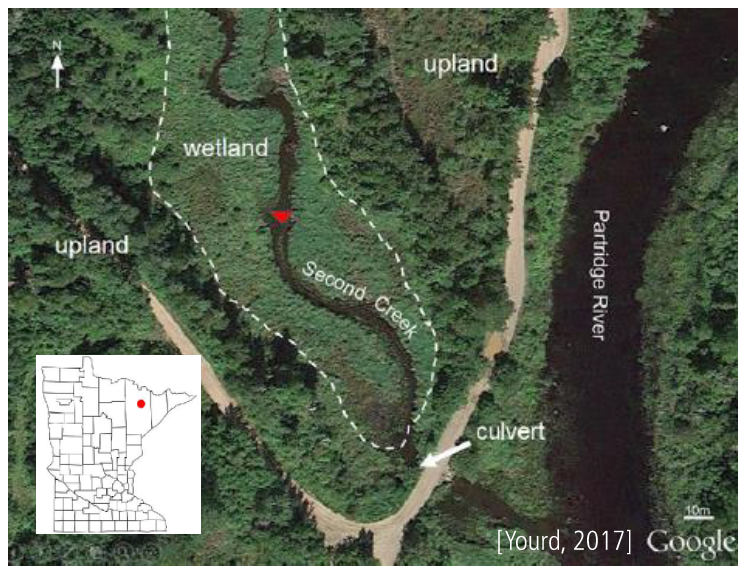 N
upland
wetland
upland
Second Creek
Partridge River
culvert
10m
[Yourd, 2017]
Google